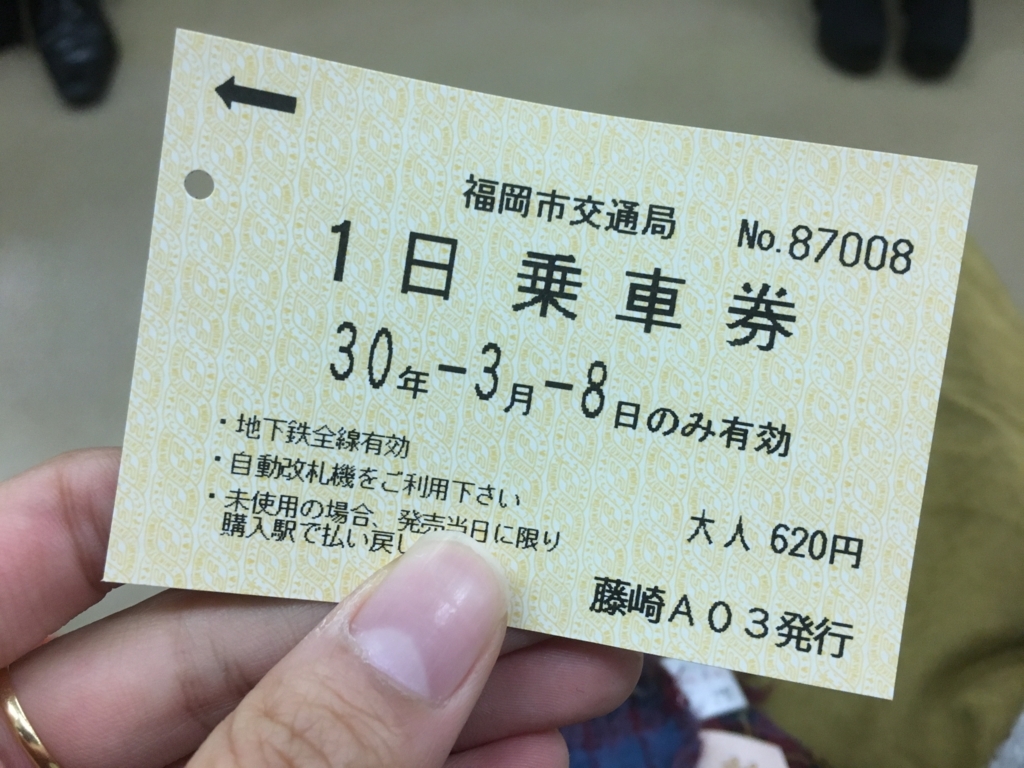 福岡市交通局 No.87008
1日乗車券
30年-3月-8日のみ有効
・地下鉄全線有効
・自動改札機をご利用下さい
・未使用の場合、発売当日に限り
購入駅で払い戻し
大人 620円
藤崎A03発行